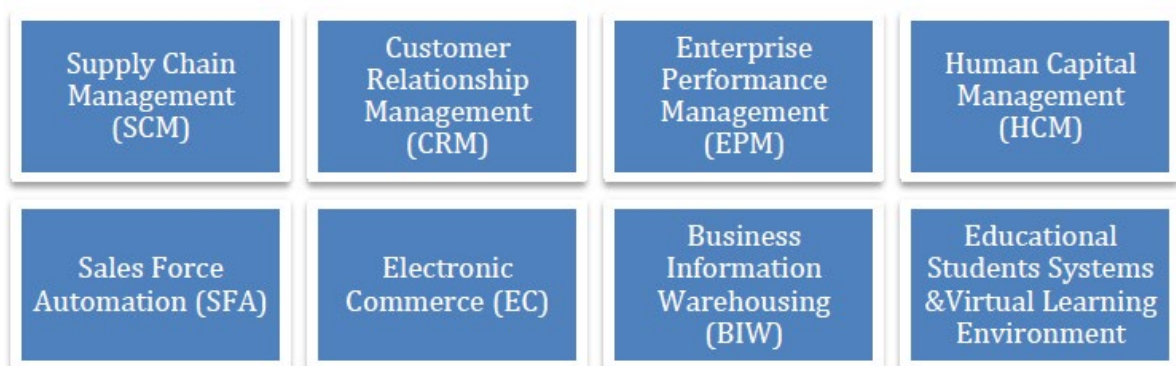 Supply Chain
Management
(SCM)
Customer
Relationship
Management
(CRM)
Enterprise
Performance
Management
(EPM)
Human Capital
Management
(HCM)
Sales Force
Automation (SFA)
Electronic
Commerce (EC)
Business
Information
Warehousing
(BIW)
Educational
Students Systems
&Virtual Learning
Environment